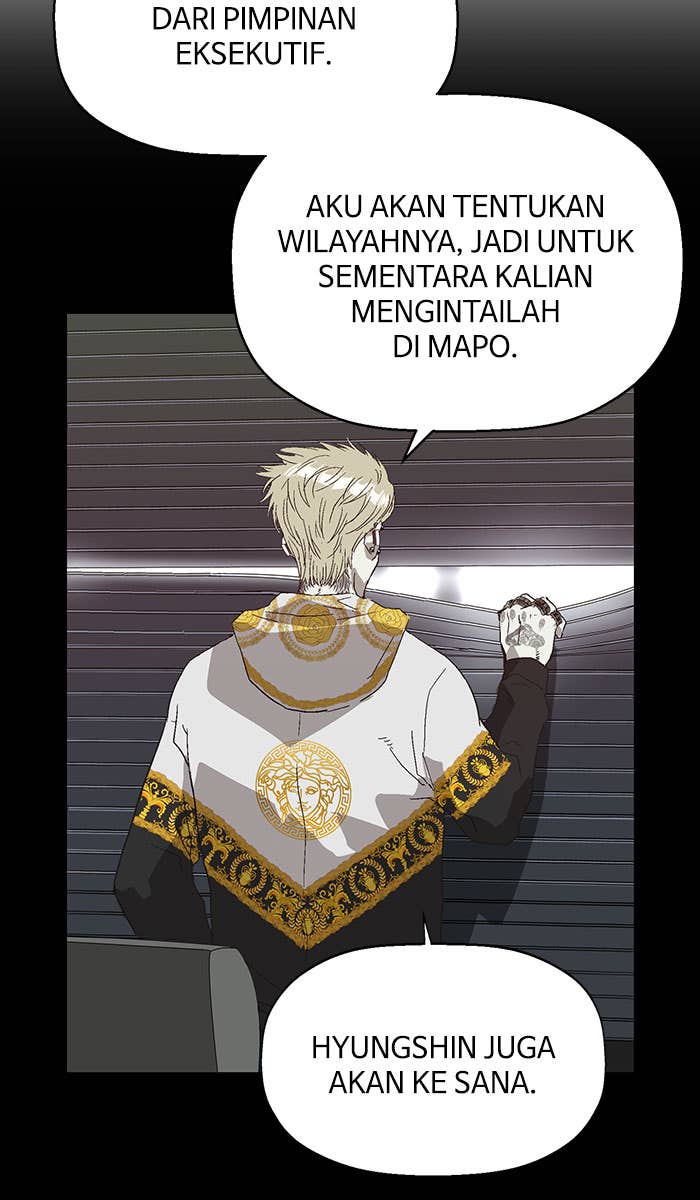 DARI PIMPINAN
EKSEKUTIF.
AKU AKAN TENTUKAN
WILAYAHNYA, JADI UNTUK
SEMENTARA KALIAN
MENGINTAILAH
DI MAPO.
HYUNGSHIN JUGA
AKAN KE SANA.